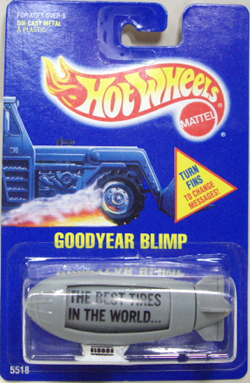 FOR AGES OVER 3
DIE-CAST METAL
& PLASTIC
Hot Wheels
MATTEL
TURN
FINS
TO CHANGE
MESSAGES!
GOODYEAR BLIMP
THE BEST TIRES
IN THE WORLD...
5518